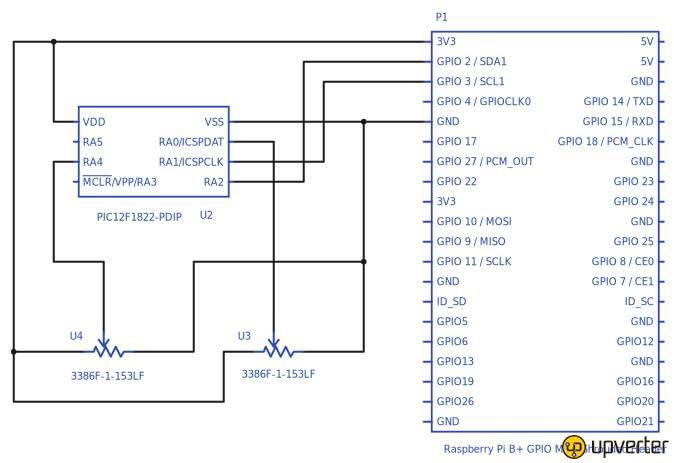 P1
3V3 5V
GPIO 2 / SDA1 5V
GPIO 3 / SCL1 GND
GPIO 4 / GPIOCLK0 GPIO 14 / TXD
GND GPIO 15 / RXD
GPIO 17 GPIO 18 / PCM_CLK
GPIO 27 / PCM_OUT GND
GPIO 22 GPIO 23
3V3 GPIO 24
GPIO 10 / MOSI GND
GPIO 9 / MISO GPIO 25
GPIO 11 / SCLK GPIO 8 / CE0
GND GPIO 7 / CE1
ID_SD ID_SC
GPIO5 GND
GPIO6 GPIO12
GPIO13 GND
GPIO19 GPIO16
GPIO26 GPIO20
GND GPIO21
Raspberry Pi B+ GPIO
upverter
VDD VSS
RA5 RA0/ICSPDAT
RA4 RA1/ICSPCLK
MCLR/VPP/RA3 RA2
PIC12F1822-PDIP U2
U4
3386F-1-153LF
U3
3386F-1-153LF